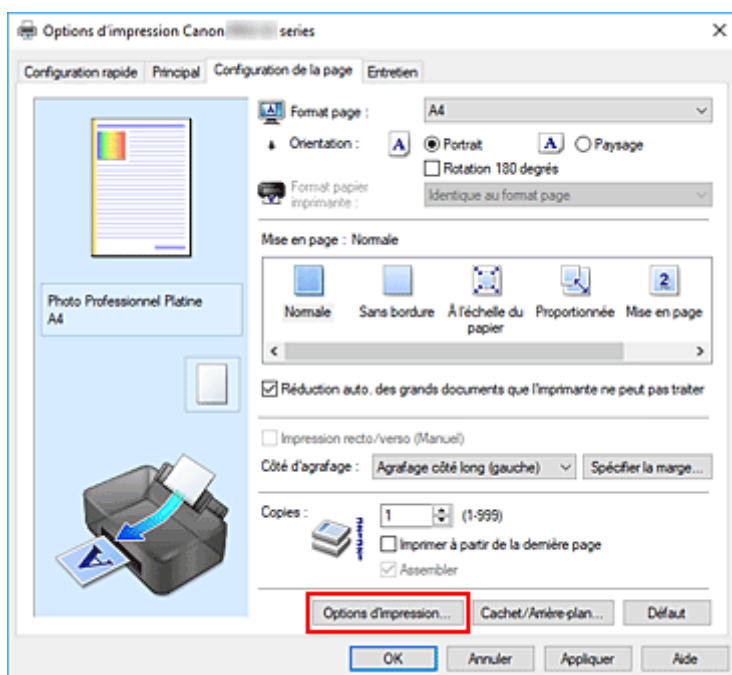 Options d'impression Canon series
Configuration rapide Principal Configuration de la page Entretien
Format page : A4
Orientation : A Portrait A Paysage
Rotation 180 degrés
Format papier imprimante : Identique au format page
Mise en page : Normale
Normale Sans bordure À l'échelle du papier Proportionnée 2 Mise en page
Photo Professionnel Platine
A4
Réduction auto. des grands documents que l'imprimante ne peut pas traiter
Impression recto/verso (Manuel)
Côté d'agrafage : Agrafage côté long (gauche) Spécifier la marge...
Copies : 1 (1-999)
Imprimer à partir de la dernière page
Assembler
A
Options d'impression... Cachet/Arrière-plan... Défaut
OK Annuler Appliquer Aide